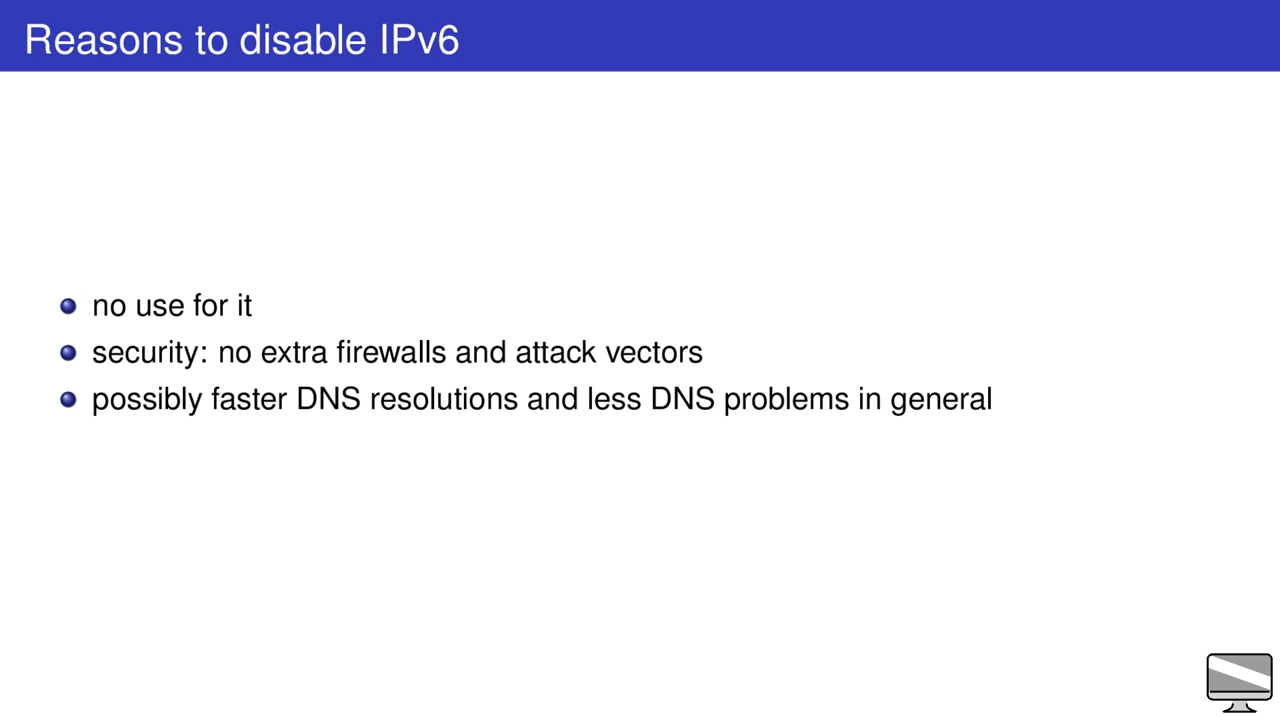 Reasons to disable IPv6
no use for it
security: no extra firewalls and attack vectors
possibly faster DNS resolutions and less DNS problems in general